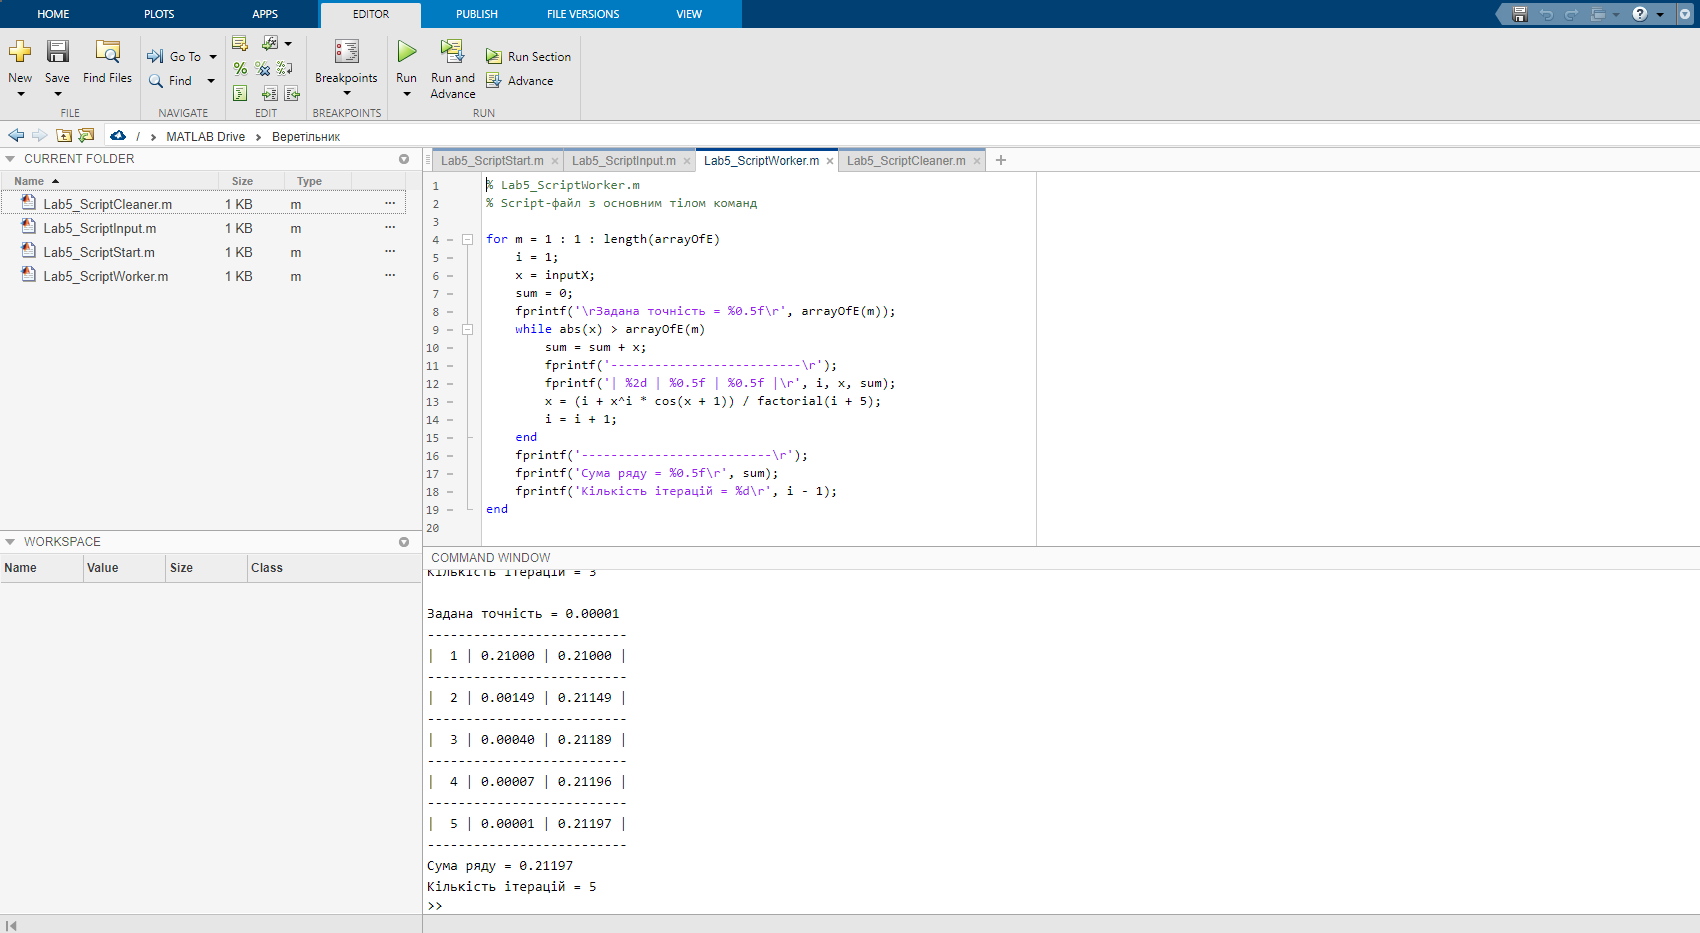 HOME PLOTS APPS EDITOR PUBLISH FILE VERSIONS VIEW
New Save Find Files Go To Find Breakpoints Run Run and Advance Run Section Advance
FILE NAVIGATE EDIT BREAKPOINTS RUN
/ MATLAB Drive Веретільник
CURRENT FOLDER
Name Size Type
Lab5_ScriptCleaner.m 1 KB m ...
Lab5_ScriptInput.m 1 KB m ...
Lab5_ScriptStart.m 1 KB m ...
Lab5_ScriptWorker.m 1 KB m ...
WORKSPACE
Name Value Size Class
Lab5_ScriptStart.m Lab5_ScriptInput.m Lab5_ScriptWorker.m Lab5_ScriptCleaner.m
1 % Lab5_ScriptWorker.m
2 % Script-файл з основним тілом команд
3
4 for m = 1 : 1 : length(arrayOfE)
5 i = 1;
6 x = inputX;
7 sum = 0;
8 fprintf('\rЗадана точність = %0.5f\r', arrayOfE(m));
9 while abs(x) > arrayOfE(m)
10 sum = sum + x;
11 fprintf('--------------------------\r');
12 fprintf('| %2d | %0.5f | %0.5f |\r', i, x, sum);
13 x = (i + x^i * cos(x + 1)) / factorial(i + 5);
14 i = i + 1;
15 end
16 fprintf('--------------------------\r');
17 fprintf('Сума ряду = %0.5f\r', sum);
18 fprintf('Кількість ітерацій = %d\r', i - 1);
19 end
20
COMMAND WINDOW
Кількість ітерацій = 3
Задана точність = 0.00001
--------------------------
| 1 | 0.21000 | 0.21000 |
--------------------------
| 2 | 0.00149 | 0.21149 |
--------------------------
| 3 | 0.00040 | 0.21189 |
--------------------------
| 4 | 0.00007 | 0.21196 |
--------------------------
| 5 | 0.00001 | 0.21197 |
--------------------------
Сума ряду = 0.21197
Кількість ітерацій = 5
>>